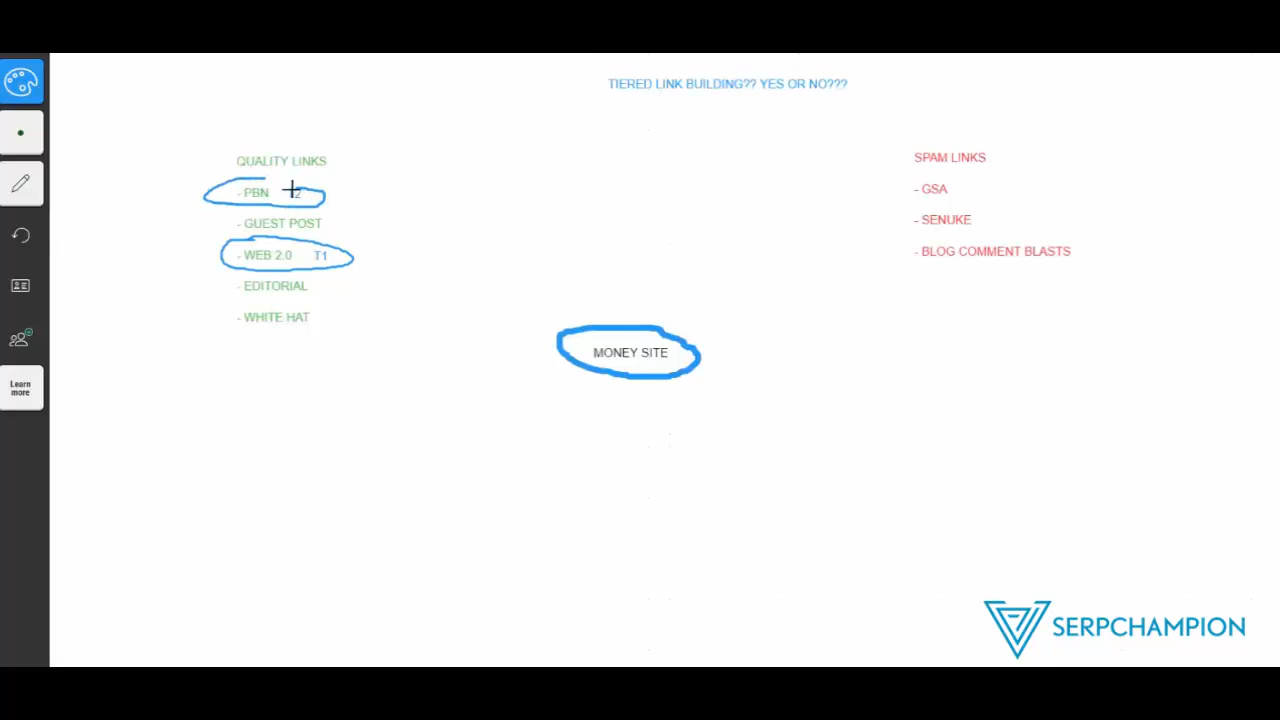 TIERED LINK BUILDING?? YES OR NO???
QUALITY LINKS
- PBN
- GUEST POST
- WEB 2.0 T1
- EDITORIAL
- WHITE HAT
SPAM LINKS
- GSA
- SENUKE
- BLOG COMMENT BLASTS
MONEY SITE
Learn
more
SERPCHAMPION